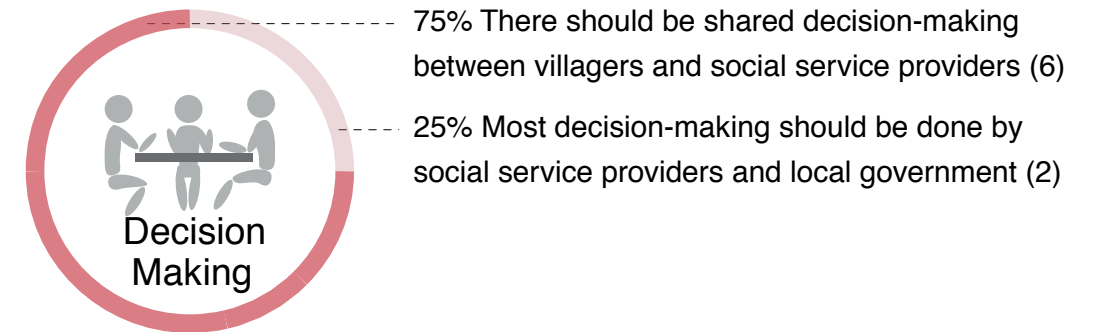 75% There should be shared decision-making
between villagers and social service providers (6)
25% Most decision-making should be done by
social service providers and local government (2)
Decision
Making